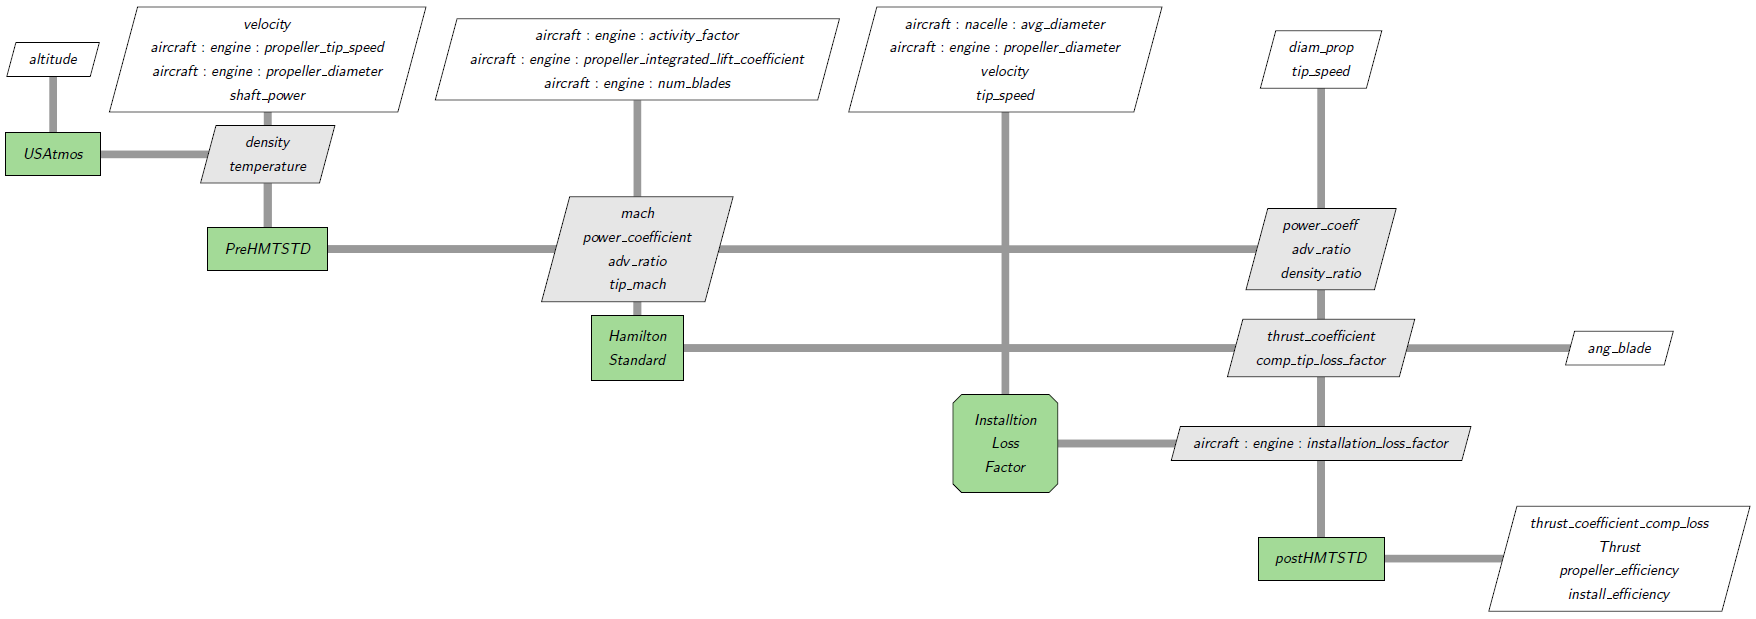 altitude
velocity
aircraft : engine : propeller_tip_speed
aircraft : engine : propeller_diameter
shaft_power
aircraft : engine : activity_factor
aircraft : engine : propeller_integrated_lift_coefficient
aircraft : engine : num_blades
aircraft : nacelle : avg_diameter
aircraft : engine : propeller_diameter
velocity
tip_speed
diam_prop
tip_speed
USAtmos
density
temperature
PreHMTSTD
mach
power_coefficient
adv_ratio
tip_mach
power_coeff
adv_ratio
density_ratio
Hamilton
Standard
thrust_coefficient
comp_tip_loss_factor
ang_blade
Installtion
Loss
Factor
aircraft : engine : installation_loss_factor
postHMTSTD
thrust_coefficient_comp_loss
Thrust
propeller_efficiency
install_efficiency